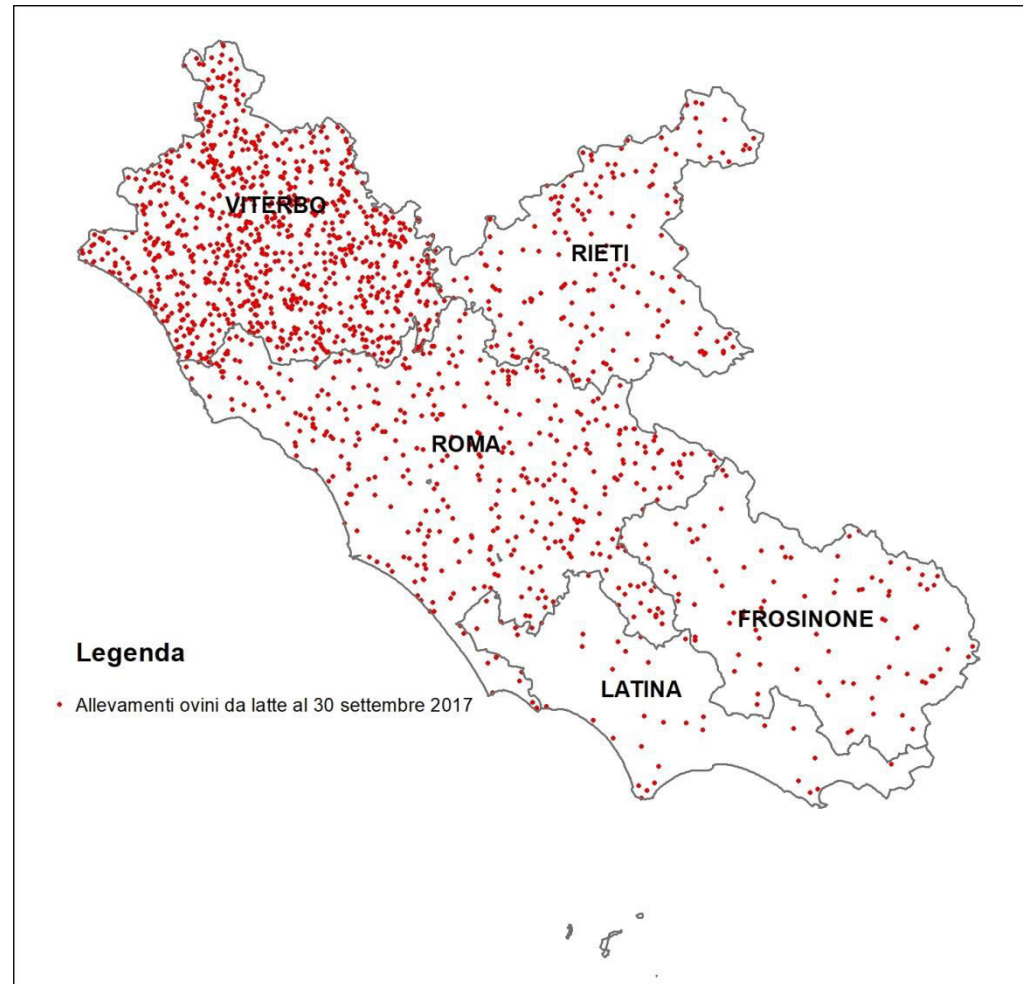 VITERBO
RIETI
ROMA
FROSINONE
LATINA
Legenda
Allevamenti ovini da latte al 30 settembre 2017